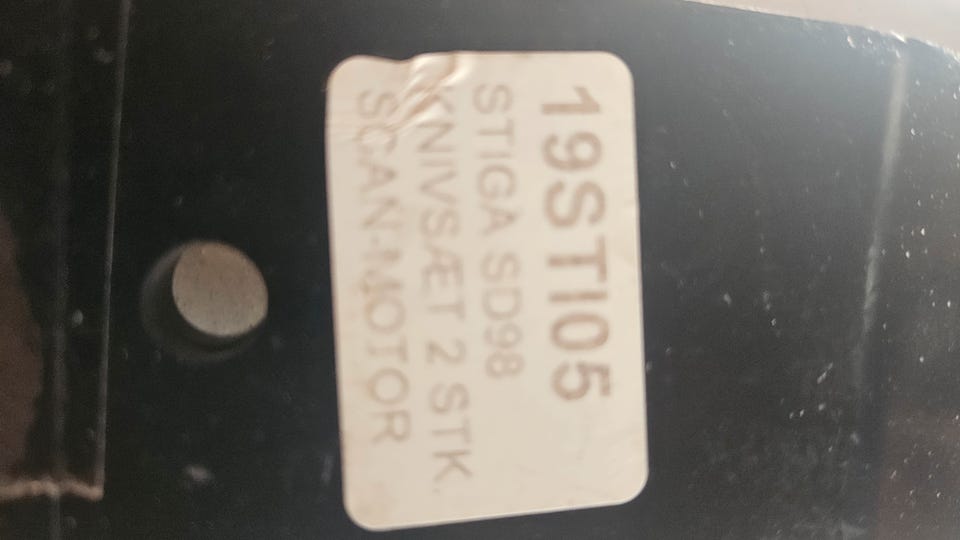 19STI05
STIGA SD98
KNIVSÆT 2 STK.
SCAN-MOTOR